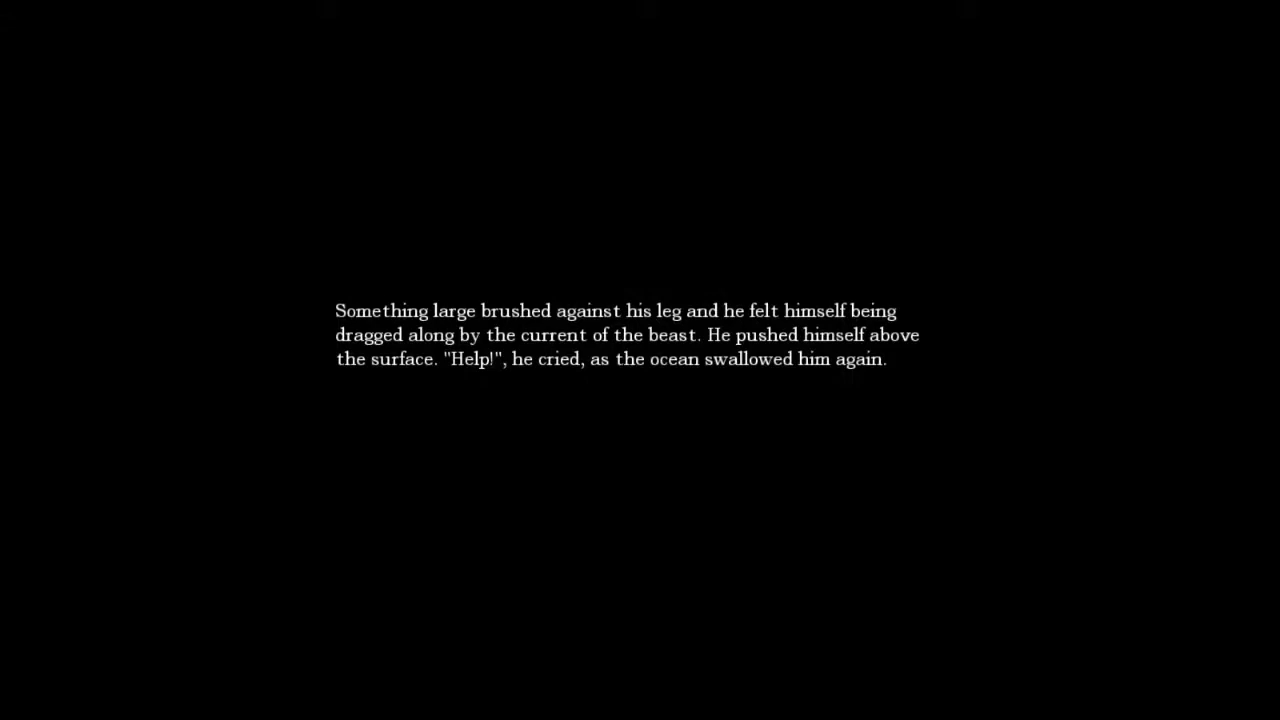 Something large brushed against his leg and he felt himself being
dragged along by the current of the beast. He pushed himself above
the surface. "Help!", he cried, as the ocean swallowed him again.